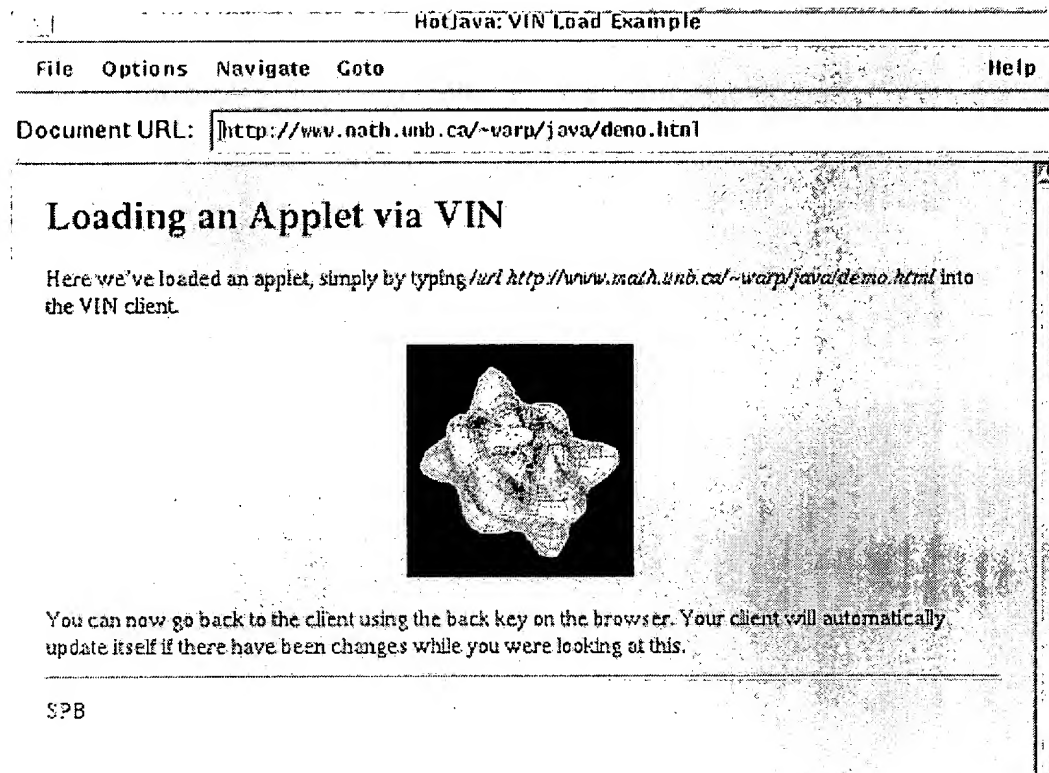 HotJava: VIN Load Example
File Options Navigate Goto Help
Document URL: http://www.math.unb.ca/~warp/java/demo.html
Loading an Applet via VIN
Here we've loaded an applet, simply by typing /url http://www.math.unb.ca/~warp/java/demo.html into
the VIN client.
You can now go back to the client using the back key on the browser. Your client will automatically
update itself if there have been changes while you were looking at this.
SPB